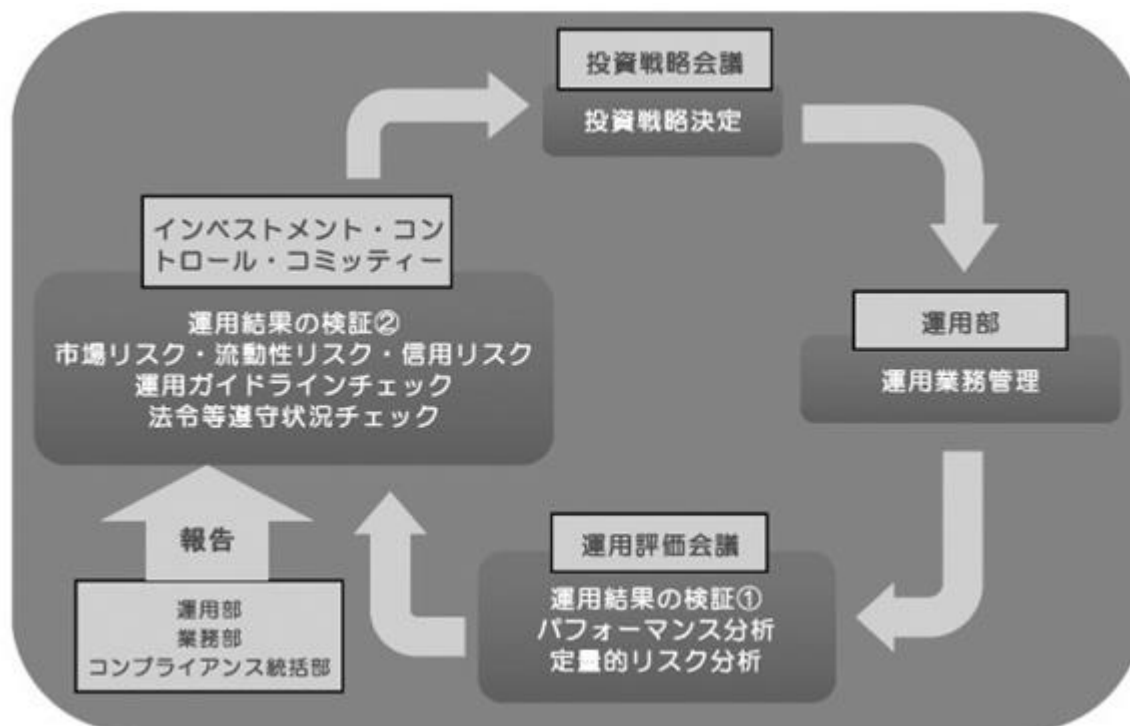 投資戦略会議
投資戦略決定
運用部
運用業務管理
運用評価会議
運用結果の検証①
パフォーマンス分析
定量的リスク分析
インベストメント・コン
トロール・コミッティー
運用結果の検証②
市場リスク・流動性リスク・信用リスク
運用ガイドラインチェック
法令等遵守状況チェック
報告
運用部
業務部
コンプライアンス統括部